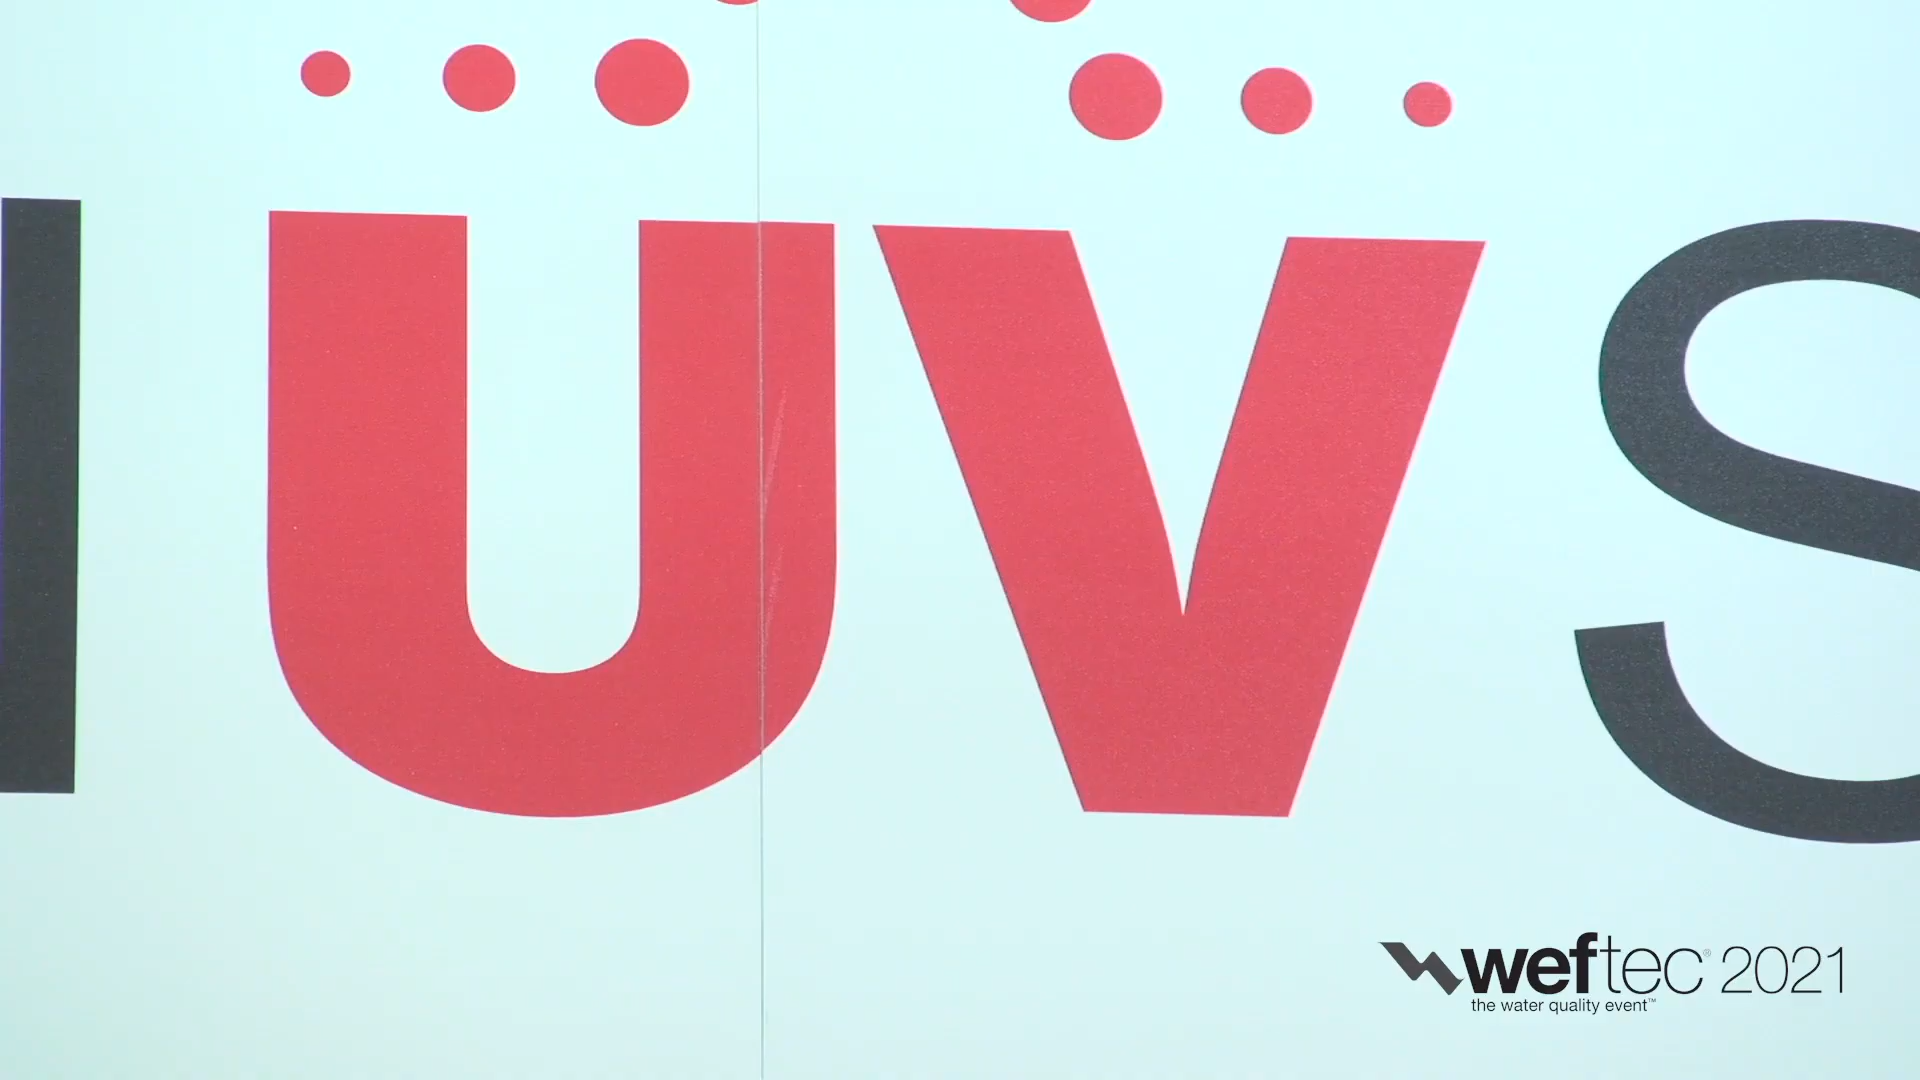 UV
weftec® 2021
the water quality event™